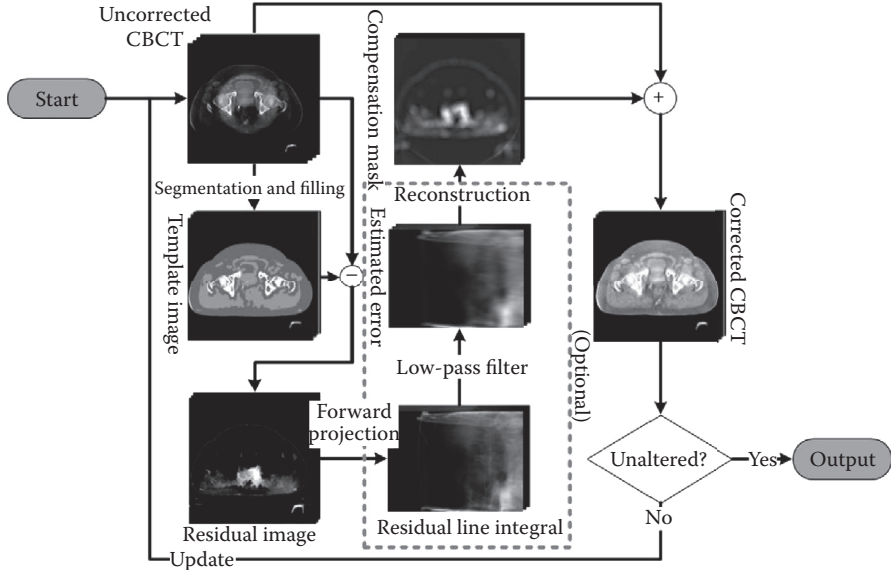 Uncorrected
CBCT
Start
Compensation mask
+
Segmentation and filling
Reconstruction
Template image
−
Estimated error
Corrected CBCT
Low-pass filter
(Optional)
Forward
projection
Unaltered?
Yes
Output
Residual image
Residual line integral
No
Update